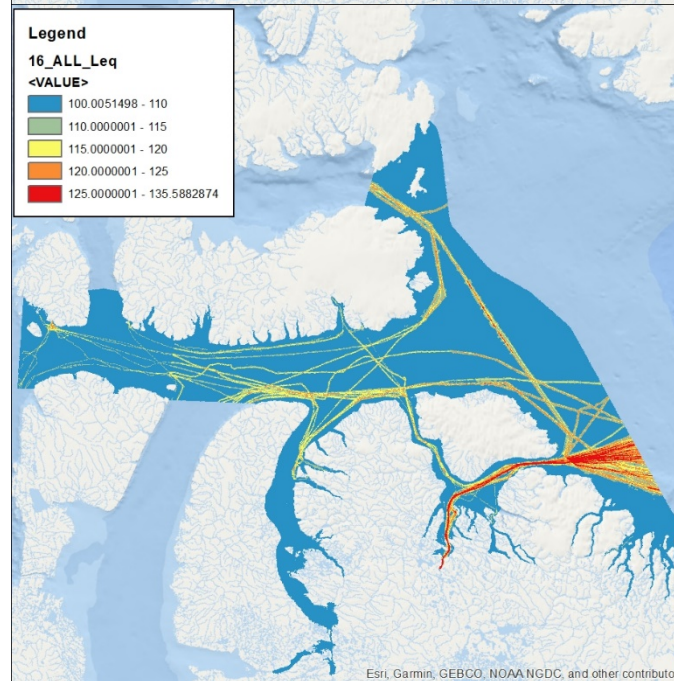 Legend
16_ALL_Leq
<VALUE>
100.0051498 - 110
110.0000001 - 115
115.0000001 - 120
120.0000001 - 125
125.0000001 - 135.5882874
Esri, Garmin, GEBCO, NOAA NGDC, and other contributo